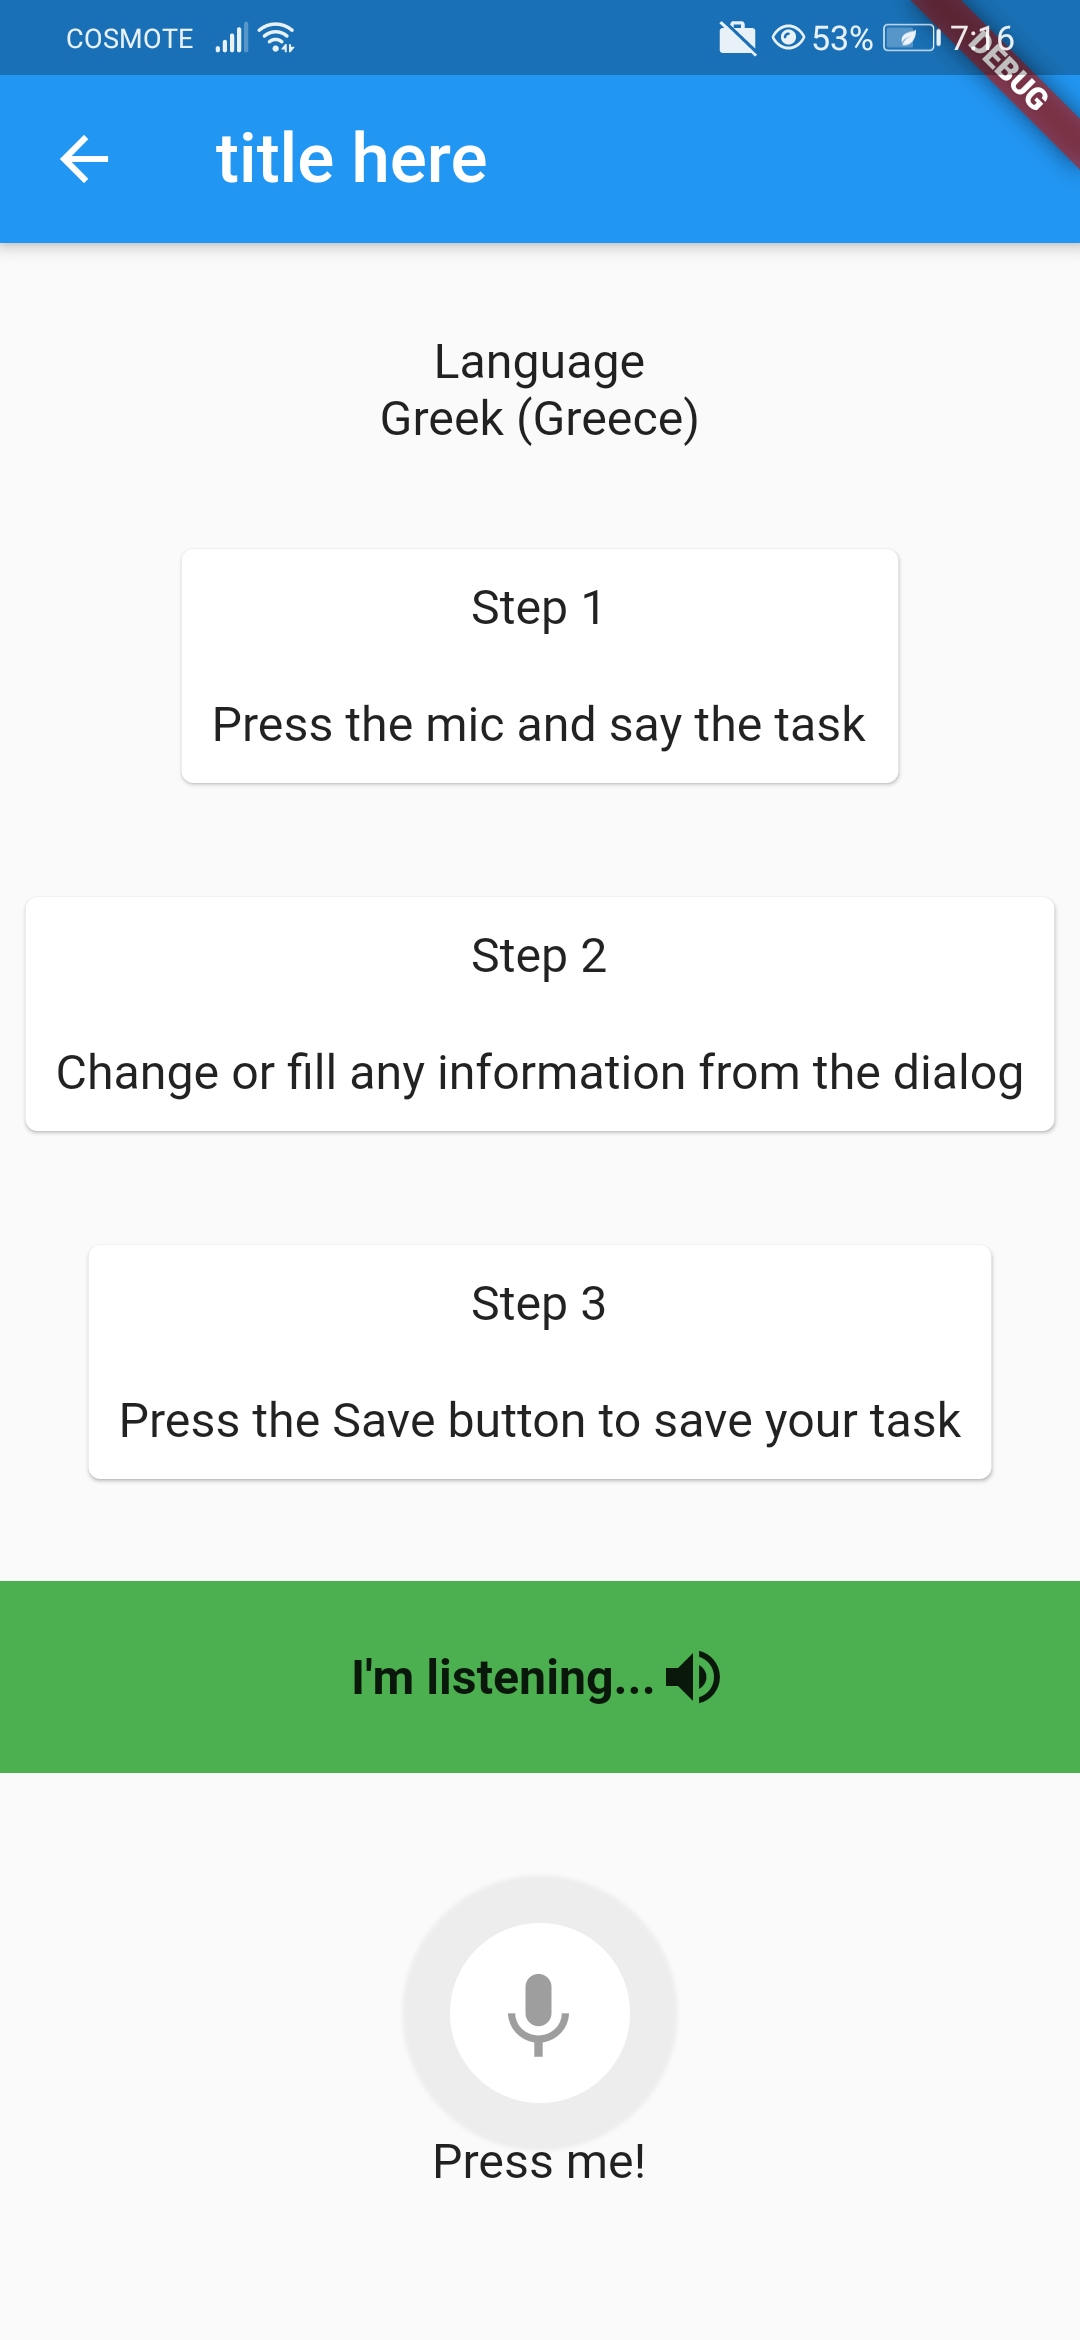 COSMOTE 53% 7:16
DEBUG
title here
Language
Greek (Greece)
Step 1
Press the mic and say the task
Step 2
Change or fill any information from the dialog
Step 3
Press the Save button to save your task
I'm listening...
Press me!